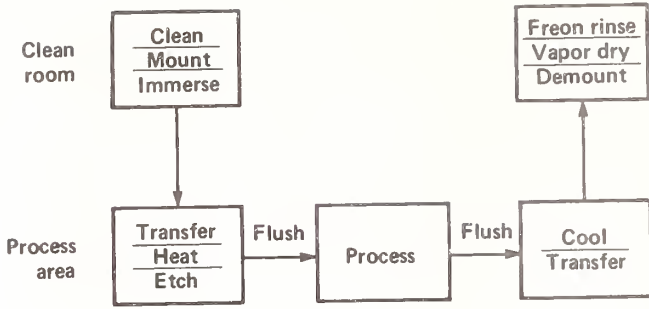 Clean
room
Clean
Mount
Immerse
Freon rinse
Vapor dry
Demount
Process
area
Transfer
Heat
Etch
Flush
Process
Flush
Cool
Transfer